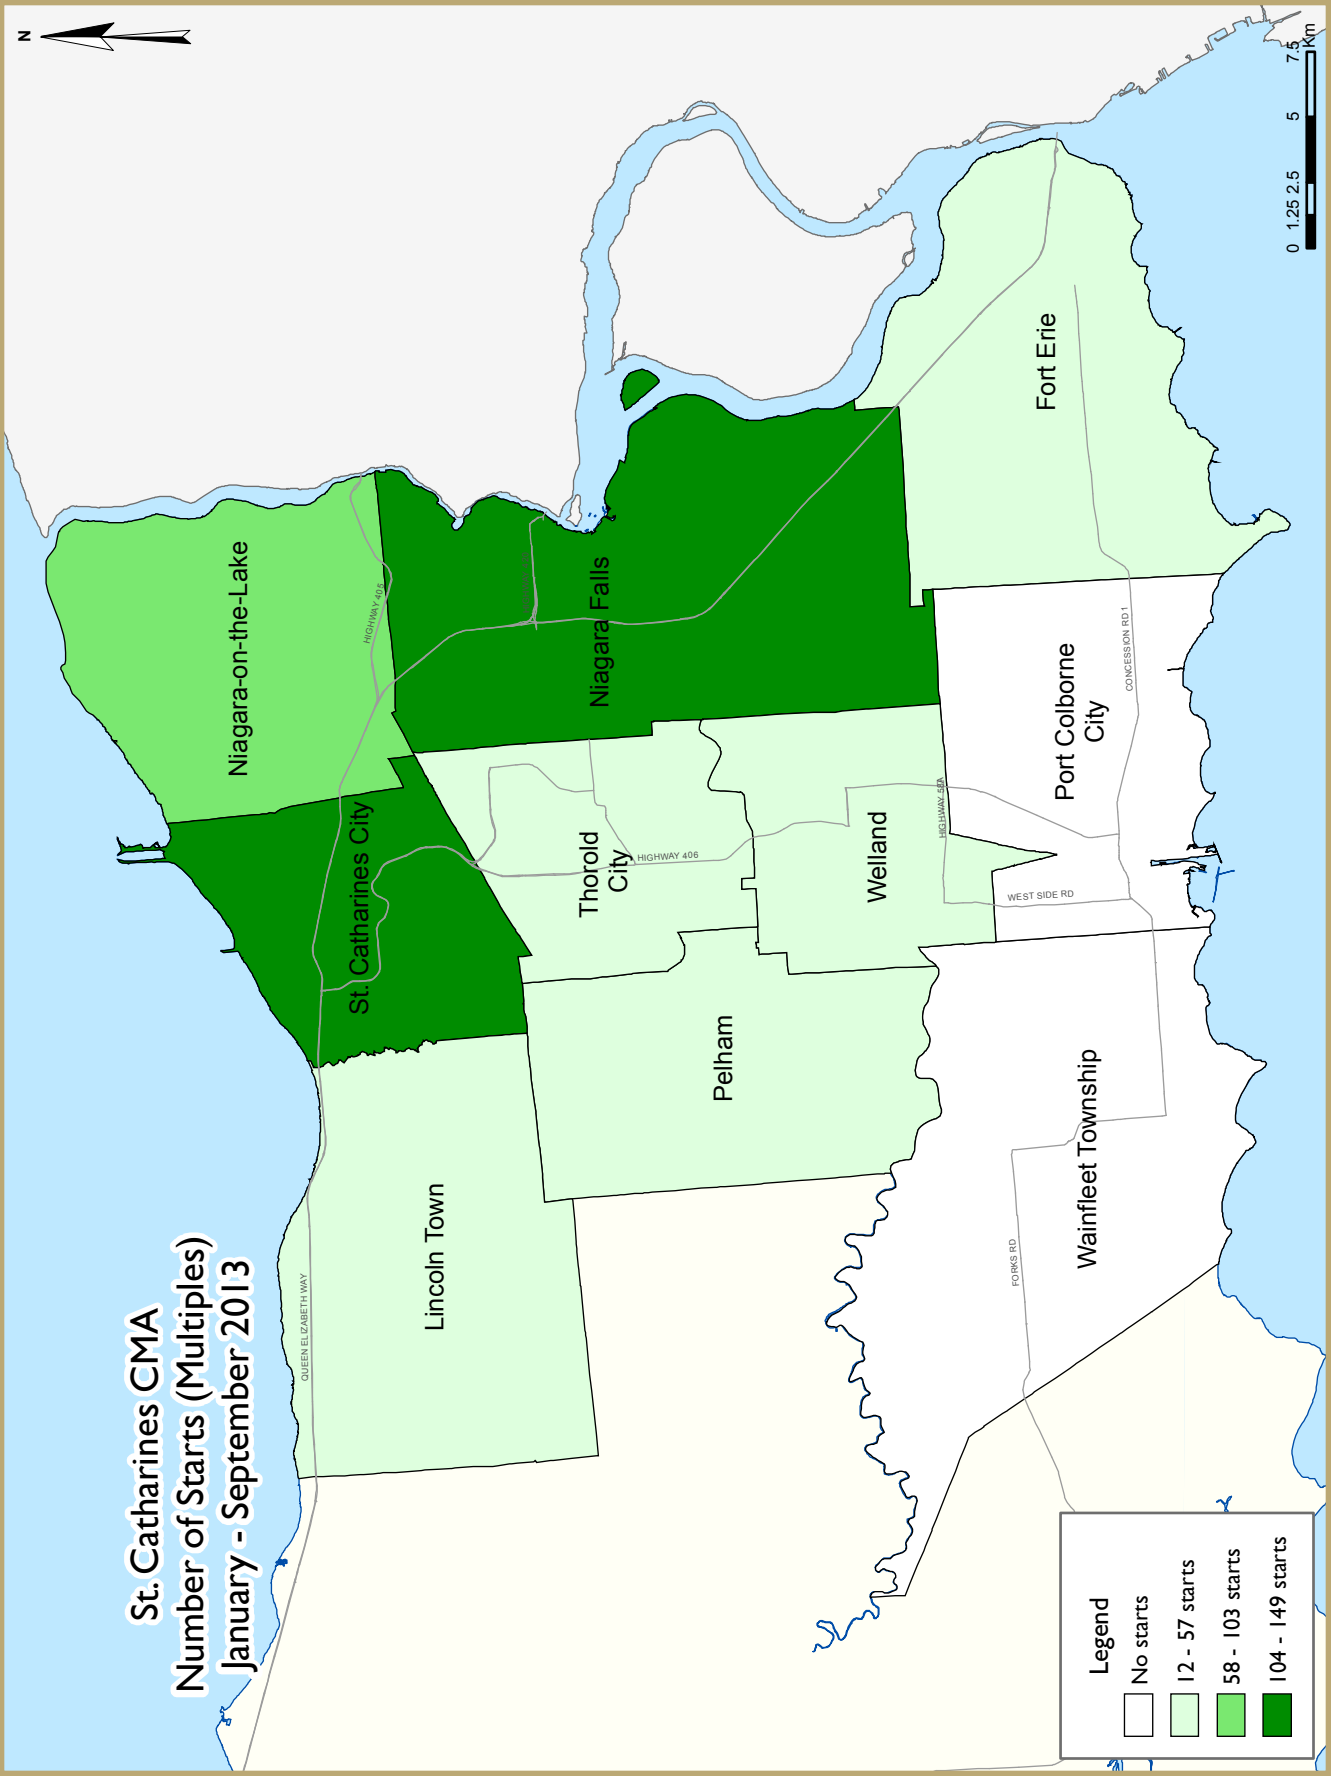 St. Catharines CMA
Number of Starts (Multiples)
January - September 2013
N
Niagara-on-the-Lake
HIGHWAY 405
St. Catharines City
Niagara Falls
QUEEN ELIZABETH WAY
Lincoln Town
Thorold
City
HIGHWAY 406
Pelham
Welland
HIGHWAY 58A
Fort Erie
Port Colborne
City
CONCESSION RD 1
WEST SIDE RD
Wainfleet Township
FORKS RD
Legend
No starts
12 - 57 starts
58 - 103 starts
104 - 149 starts
0 1.25 2.5 5 7.5
Km